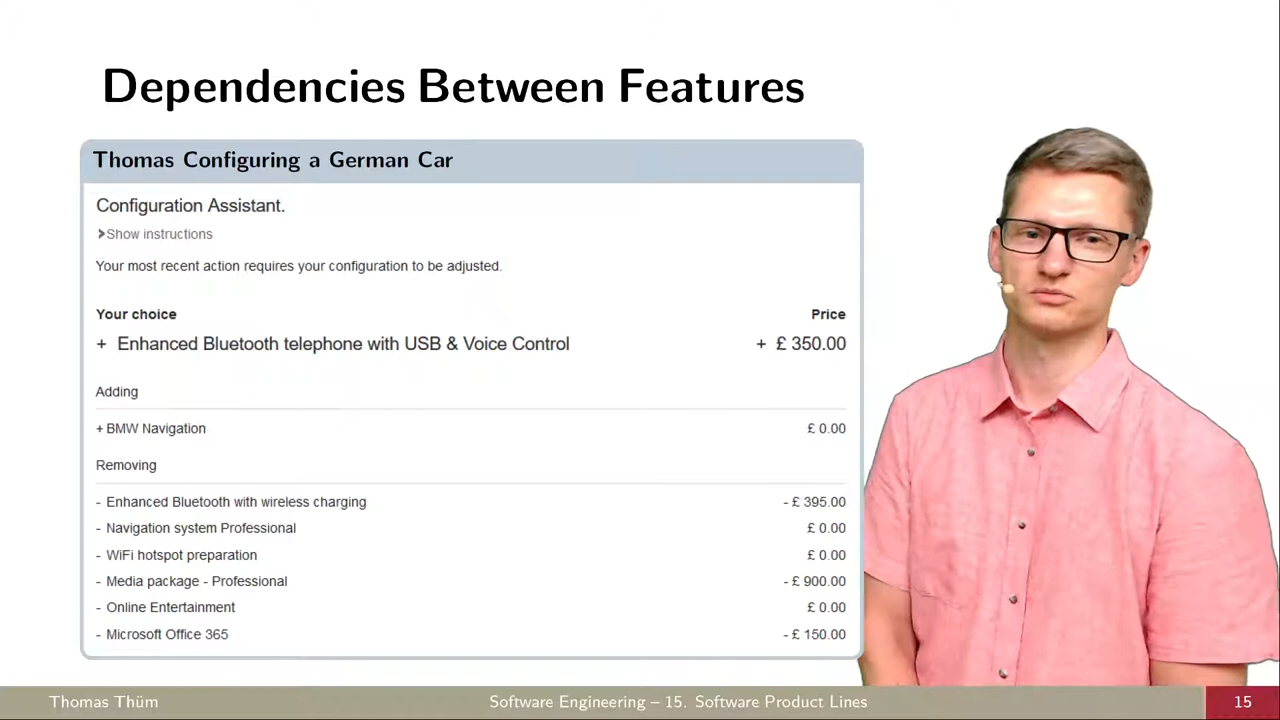 Dependencies Between Features
Thomas Configuring a German Car
Configuration Assistant.
Show instructions
Your most recent action requires your configuration to be adjusted.
Your choice Price
+ Enhanced Bluetooth telephone with USB & Voice Control + £ 350.00
Adding
+ BMW Navigation £ 0.00
Removing
- Enhanced Bluetooth with wireless charging - £ 395.00
- Navigation system Professional £ 0.00
- WiFi hotspot preparation £ 0.00
- Media package - Professional - £ 900.00
- Online Entertainment £ 0.00
- Microsoft Office 365 - £ 150.00
Thomas Thüm Software Engineering – 15. Software Product Lines 15